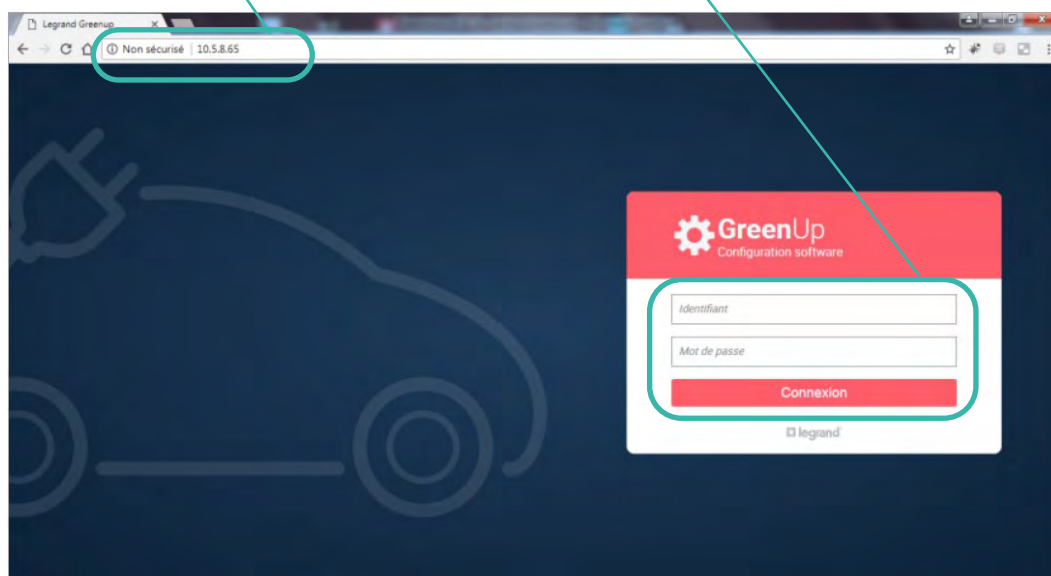 Legrand Greenup
Non sécurisé | 10.5.8.65
GreenUp
Configuration software
Identifiant
Mot de passe
Connexion
legrand